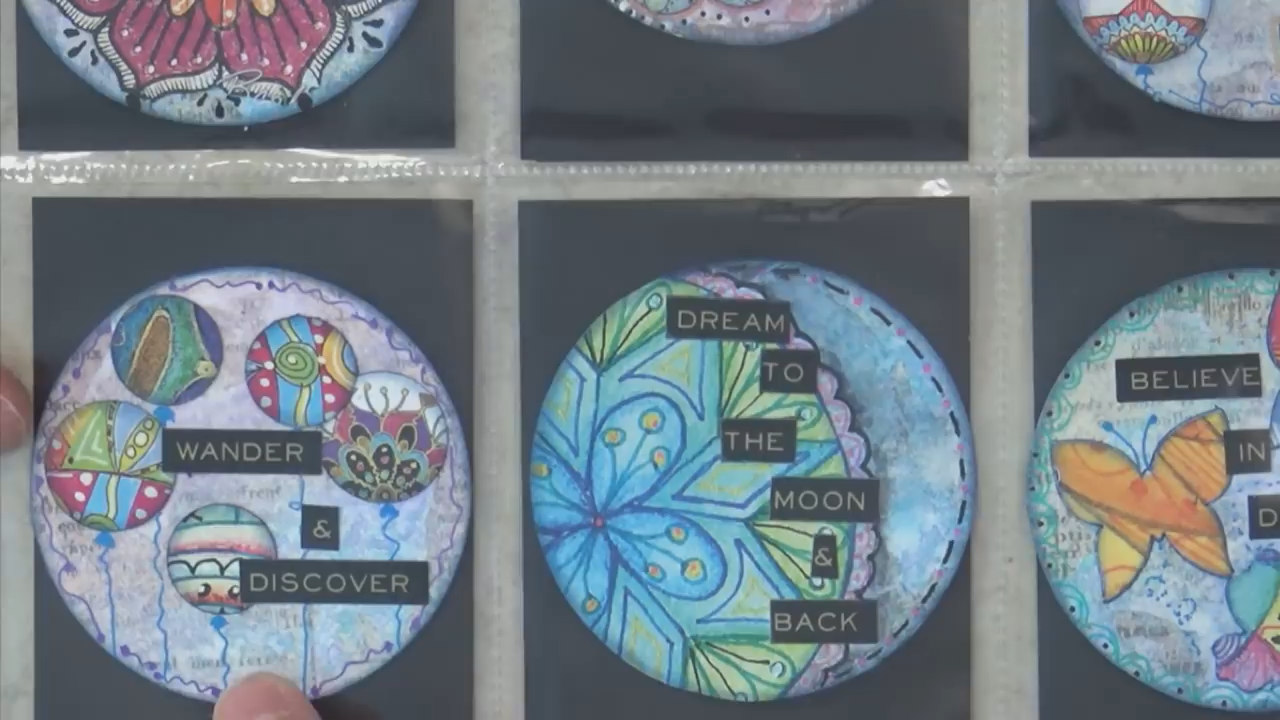 WANDER
&
DISCOVER
DREAM
TO
THE
MOON
&
BACK
BELIEVE
IN
D